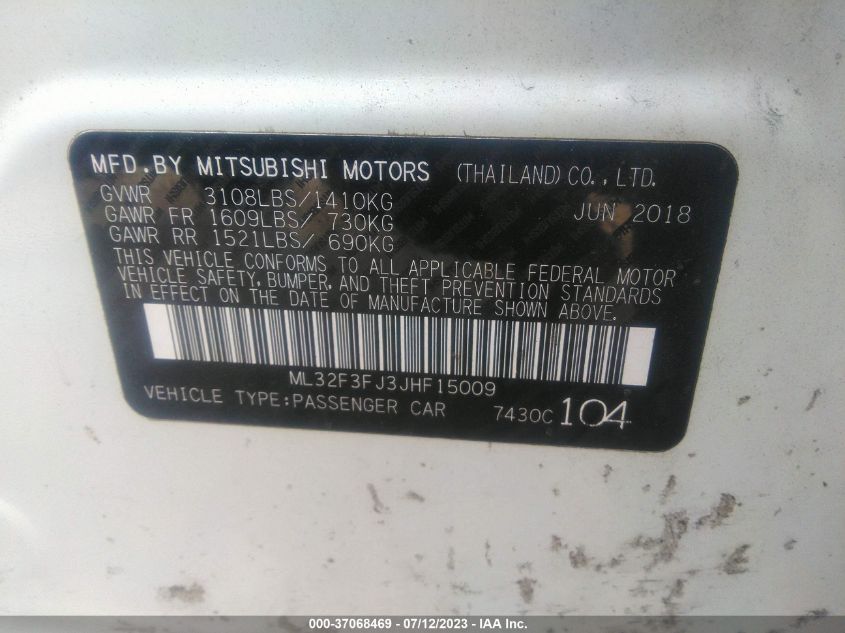 MFD.BY MITSUBISHI MOTORS (THAILAND) CO., LTD.
GVWR 3108LBS/1410KG JUN 2018
GAWR FR 1609LBS/ 730KG
GAWR RR 1521LBS/ 690KG
THIS VEHICLE CONFORMS TO ALL APPLICABLE FEDERAL MOTOR
VEHICLE SAFETY, BUMPER, AND THEFT PREVENTION STANDARDS
IN EFFECT ON THE DATE OF MANUFACTURE SHOWN ABOVE.
ML32F3FJ3JHF15009
VEHICLE TYPE:PASSENGER CAR 7430C 104
000-37068469 - 07/12/2023 - IAA Inc.